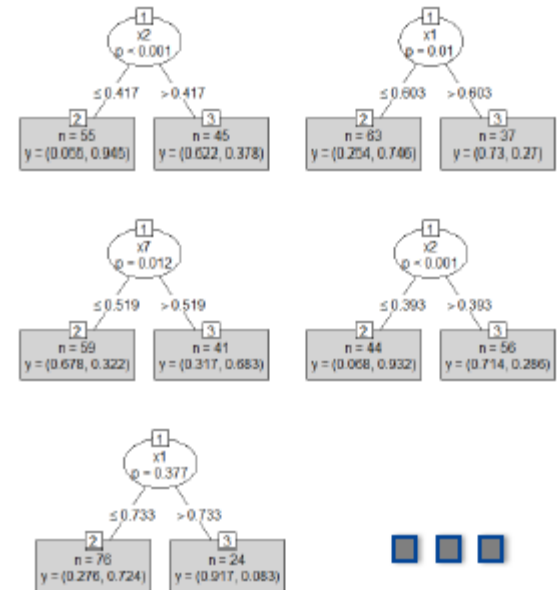 1 1
x2 x1
p < 0.001 p = 0.01
≤ 0.417 > 0.417 ≤ 0.603 > 0.603
2 3 2 3
n = 55 n = 45 n = 63 n = 37
y = (0.055, 0.945) y = (0.622, 0.378) y = (0.254, 0.746) y = (0.73, 0.27)
1 1
x7 x2
p = 0.012 p < 0.001
≤ 0.519 > 0.519 ≤ 0.393 > 0.393
2 3 2 3
n = 59 n = 41 n = 44 n = 56
y = (0.678, 0.322) y = (0.317, 0.683) y = (0.068, 0.932) y = (0.714, 0.286)
1
x1
p = 0.377
≤ 0.733 > 0.733
2 3
n = 76 n = 24
y = (0.276, 0.724) y = (0.917, 0.083)